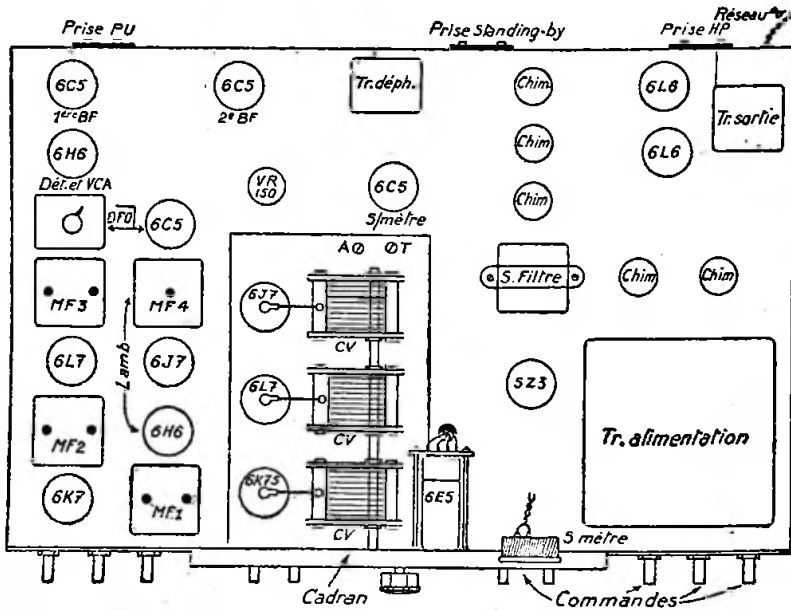 Prise PU
Prise Standing-by
Prise HP
Réseau
6C5
1ère BF
6C5
2e BF
Tr. déph.
Chim
6L6
Tr. sortie
6H6
Dét. et VCA
Chim
6L6
VR
150
6C5
S/mètre
Chim
BFO
6C5
A
T
MF3
MF4
6J7
CV
S. Filtre
Chim
Chim
6L7
6J7
Lamb
6L7
CV
5Z3
Tr. alimentation
MF2
6H6
6K7
MF1
6K7S
CV
6E5
S mètre
Cadran
Commandes